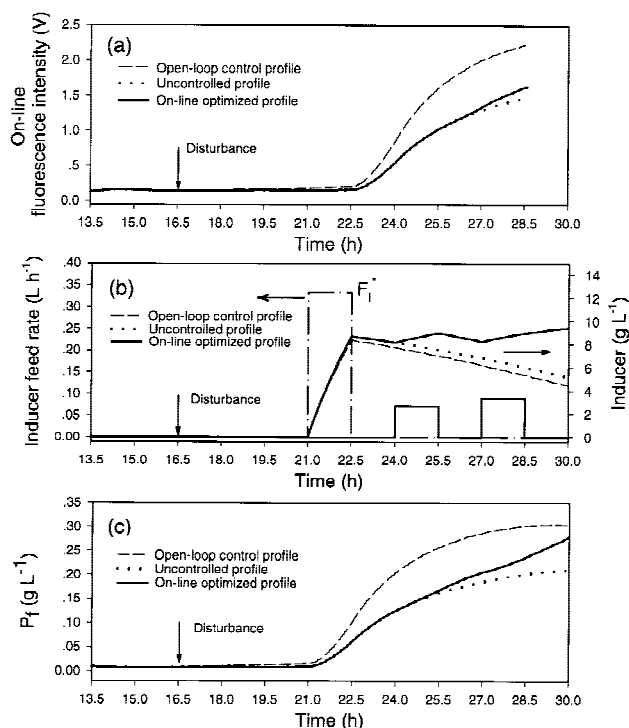 On-line
fluorescence intensity (V)
2.5
2.0
1.5
1.0
.5
0.0
(a)
Open-loop control profile
Uncontrolled profile
On-line optimized profile
Disturbance
13.5 15.0 16.5 18.0 19.5 21.0 22.5 24.0 25.5 27.0 28.5 30.0
Time (h)
Inducer feed rate (L h-1)
.40
.35
.30
.25
.20
.15
.10
.05
0.00
(b)
FI*
Open-loop control profile
Uncontrolled profile
On-line optimized profile
Disturbance
14
12
10
8
6
4
2
0
Inducer (g L-1)
13.5 15.0 16.5 18.0 19.5 21.0 22.5 24.0 25.5 27.0 28.5 30.0
Time (h)
Pf (g L-1)
.35
.30
.25
.20
.15
.10
.05
0.00
(c)
Open-loop control profile
Uncontrolled profile
On-line optimized profile
Disturbance
13.5 15.0 16.5 18.0 19.5 21.0 22.5 24.0 25.5 27.0 28.5 30.0
Time (h)